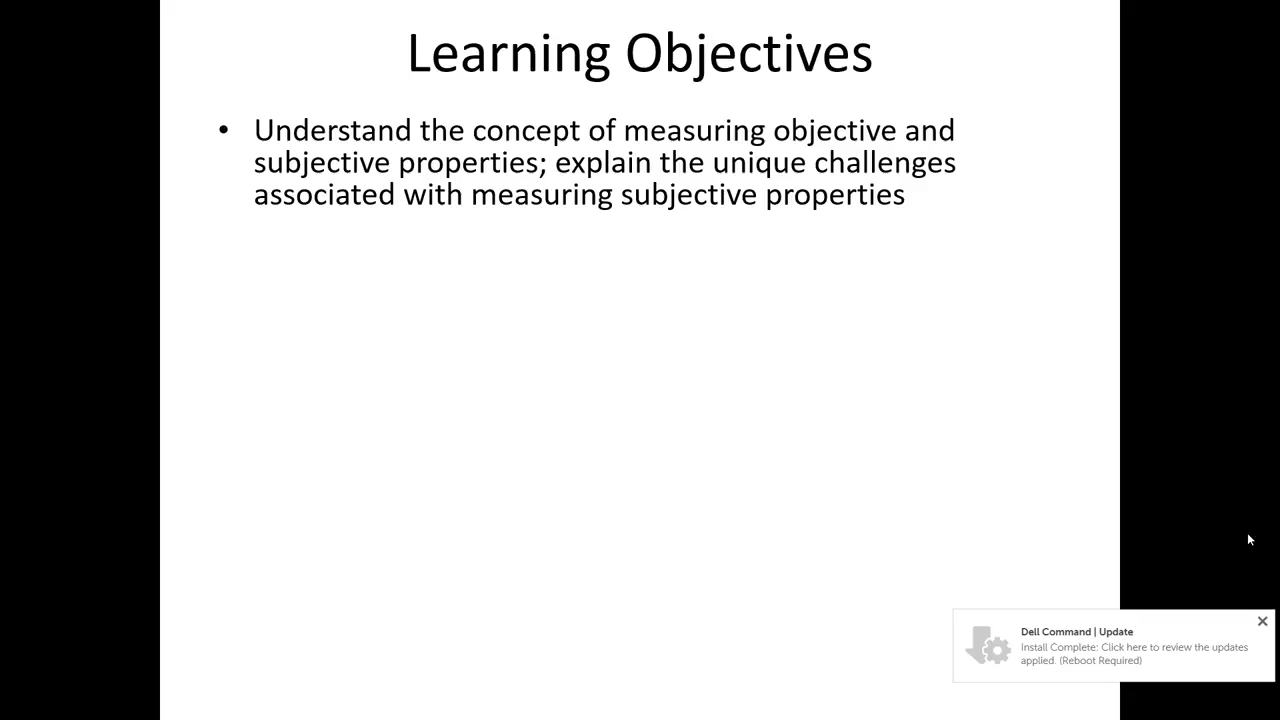 Learning Objectives
• Understand the concept of measuring objective and
subjective properties; explain the unique challenges
associated with measuring subjective properties
Dell Command | Update
Install Complete: Click here to review the updates
applied. (Reboot Required)